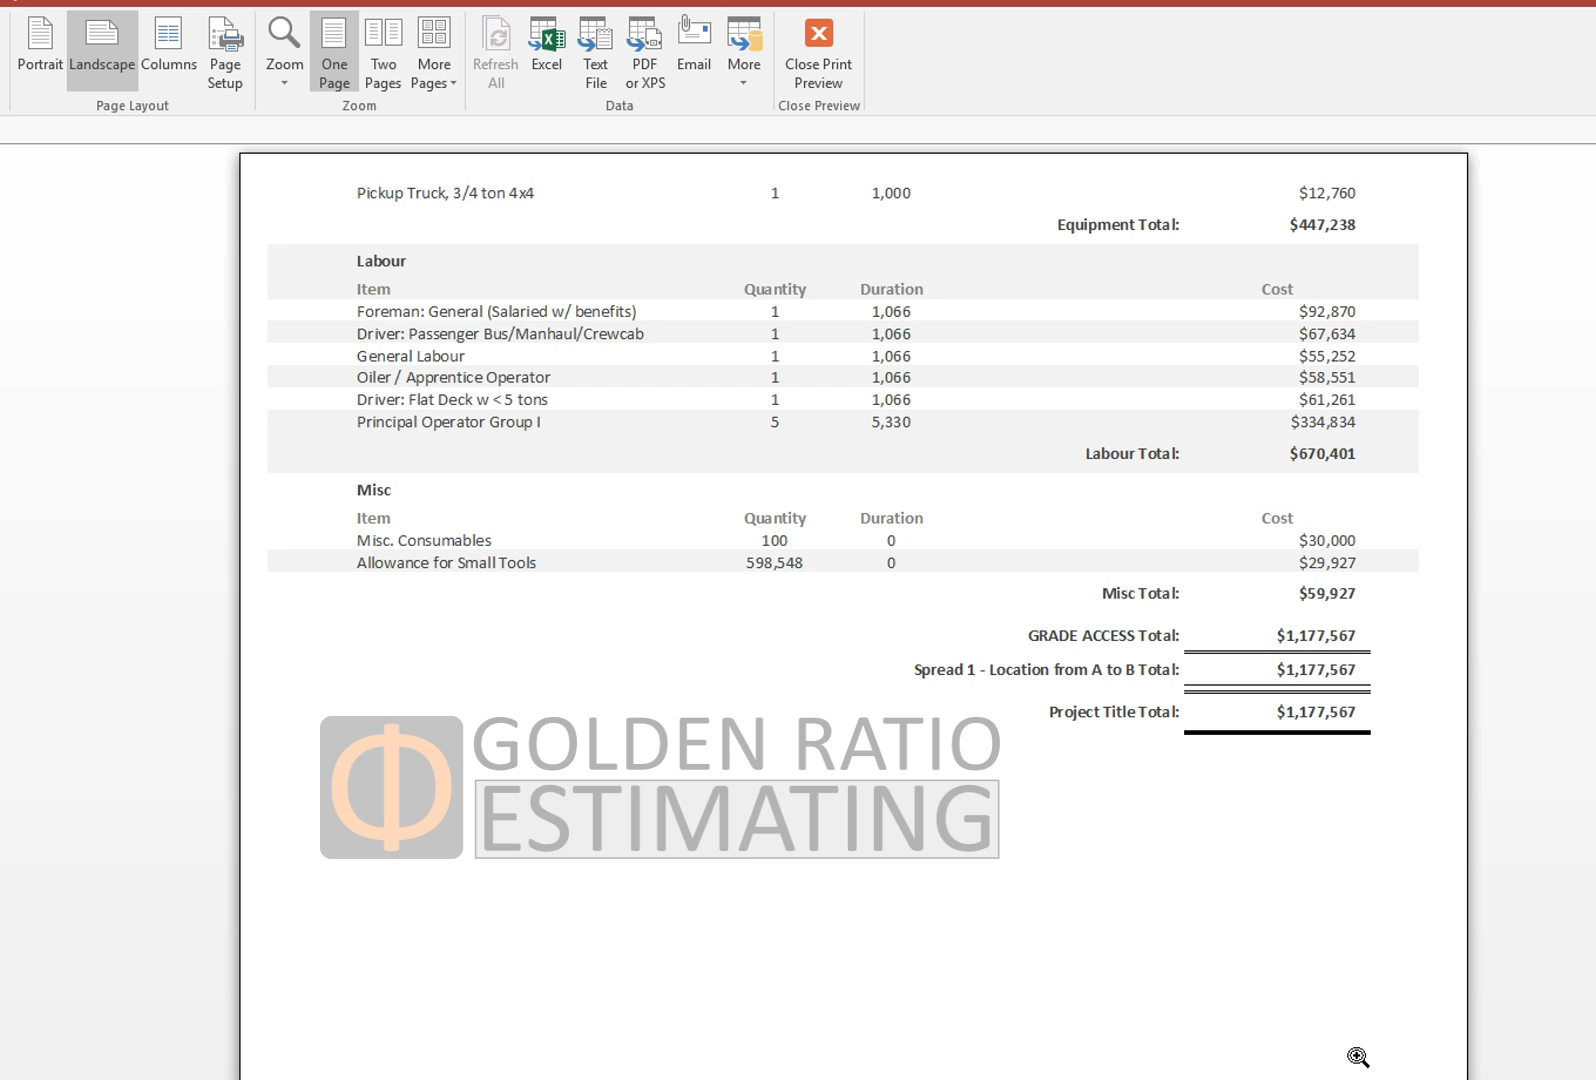 Portrait Landscape Columns Page Setup Zoom One Page Two Pages More Pages Refresh All Excel Text File PDF or XPS Email More Close Print Preview
Page Layout Zoom Data Close Preview
Pickup Truck, 3/4 ton 4x4 1 1,000 $12,760
Equipment Total: $447,238
Labour
Item Quantity Duration Cost
Foreman: General (Salaried w/ benefits) 1 1,066 $92,870
Driver: Passenger Bus/Manhaul/Crewcab 1 1,066 $67,634
General Labour 1 1,066 $55,252
Oiler / Apprentice Operator 1 1,066 $58,551
Driver: Flat Deck w < 5 tons 1 1,066 $61,261
Principal Operator Group I 5 5,330 $334,834
Labour Total: $670,401
Misc
Item Quantity Duration Cost
Misc. Consumables 100 0 $30,000
Allowance for Small Tools 598,548 0 $29,927
Misc Total: $59,927
GRADE ACCESS Total: $1,177,567
Spread 1 - Location from A to B Total: $1,177,567
Project Title Total: $1,177,567
Φ GOLDEN RATIO
ESTIMATING